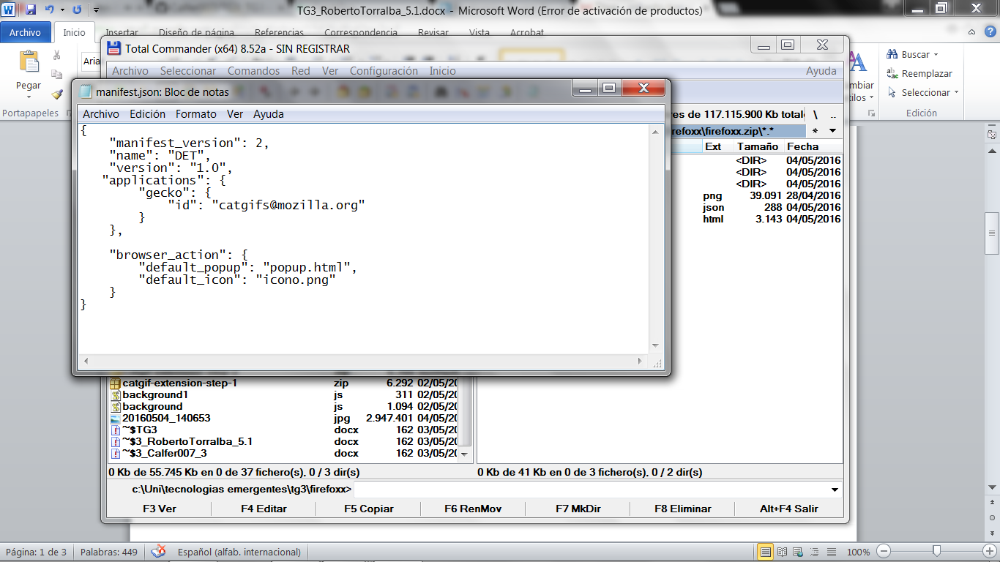 TG3_RobertoTorralba_5.1.docx - Microsoft Word (Error de activación de productos)
Archivo Inicio Insertar Diseño de página Referencias Correspondencia Revisar Vista Acrobat
Pegar
Portapapeles
Aria
Buscar
Reemplazar
Seleccionar
Edición
Total Commander (x64) 8.52a - SIN REGISTRAR
Archivo Seleccionar Comandos Red Ver Configuración Inicio Ayuda
manifest.json: Bloc de notas
Archivo Edición Formato Ver Ayuda
{
    "manifest_version": 2,
    "name": "DET",
    "version": "1.0",
   "applications": {
        "gecko": {
            "id": "catgifs@mozilla.org"
        }
    },
    "browser_action": {
        "default_popup": "popup.html",
        "default_icon": "icono.png"
    }
}
res de 117.115.900 Kb total \ ..
refoxx\firefoxx.zip\*.* *
Ext Tamaño Fecha
<DIR> 04/05/2016
<DIR> 04/05/2016
<DIR> 04/05/2016
png 39.091 28/04/2016
json 288 04/05/2016
html 3.143 04/05/2016
catgif-extension-step-1 zip 6.292 02/05/20
background1 js 311 02/05/20
background js 1.094 02/05/20
20160504_140653 jpg 2.947.401 04/05/20
~$TG3 docx 162 03/05/20
~$3_RobertoTorralba_5.1 docx 162 03/05/20
~$3_Calfer007_3 docx 162 03/05/20
0 Kb de 55.745 Kb en 0 de 37 fichero(s), 0 / 3 dir(s)
0 Kb de 41 Kb en 0 de 3 fichero(s), 0 / 2 dir(s)
c:\Uni\tecnologias emergentes\tg3\firefoxx>
F3 Ver F4 Editar F5 Copiar F6 RenMov F7 MkDir F8 Eliminar Alt+F4 Salir
Página: 1 de 3 Palabras: 449 Español (alfab. internacional) 100%